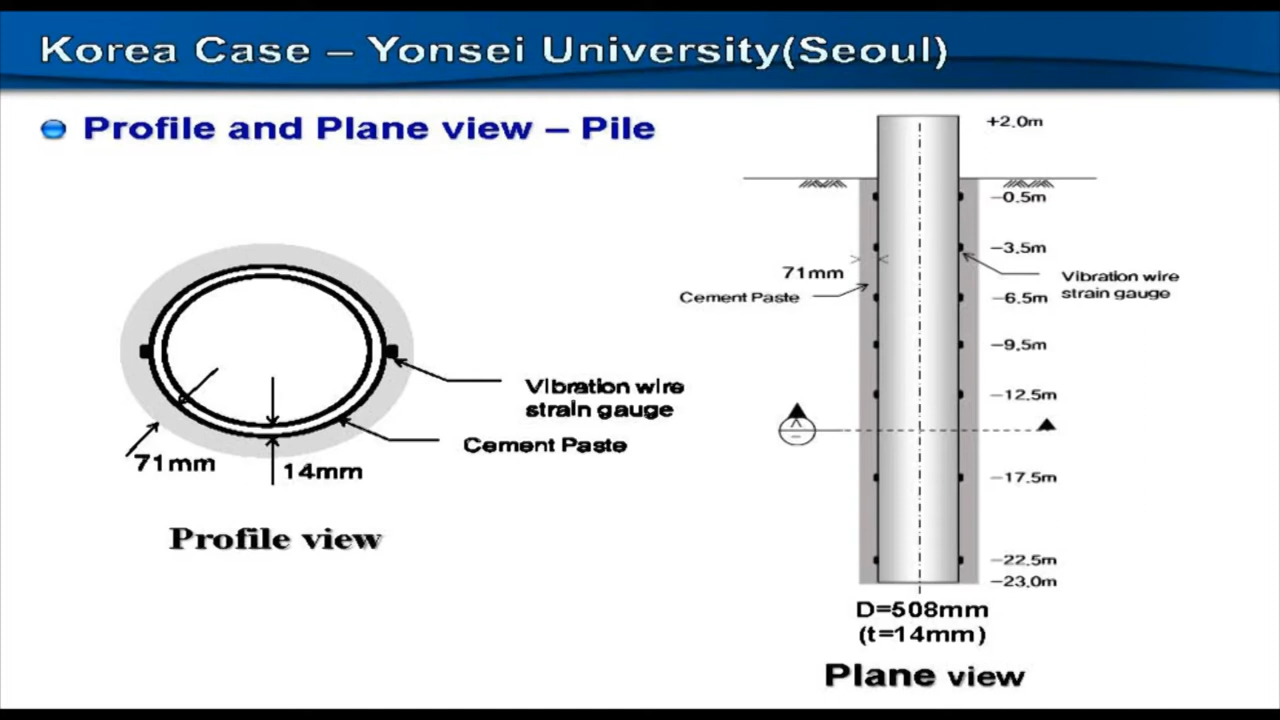 Korea Case – Yonsei University(Seoul)
Profile and Plane view – Pile
+2.0m
−0.5m
−3.5m
71mm
Vibration wire
strain gauge
Cement Paste
−6.5m
−9.5m
−12.5m
−17.5m
−22.5m
−23.0m
D=508mm
(t=14mm)
Plane view
Vibration wire
strain gauge
Cement Paste
71mm
14mm
Profile view